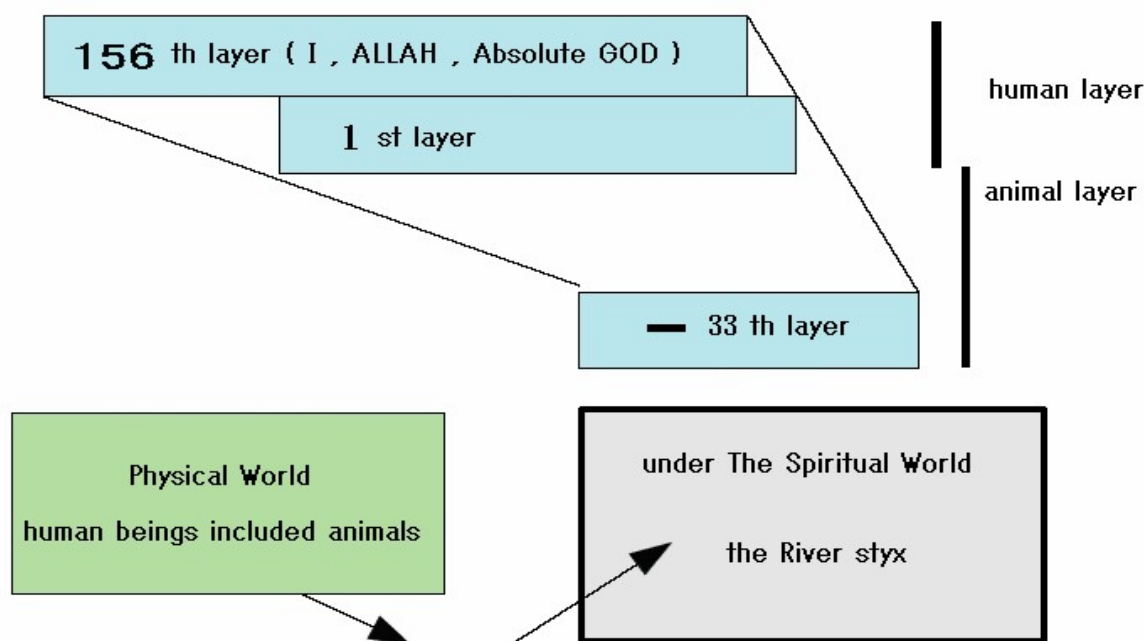 156 th layer ( I , ALLAH , Absolute GOD )
human layer
1 st layer
animal layer
— 33 th layer
Physical World
human beings included animals
under The Spiritual World
the River styx